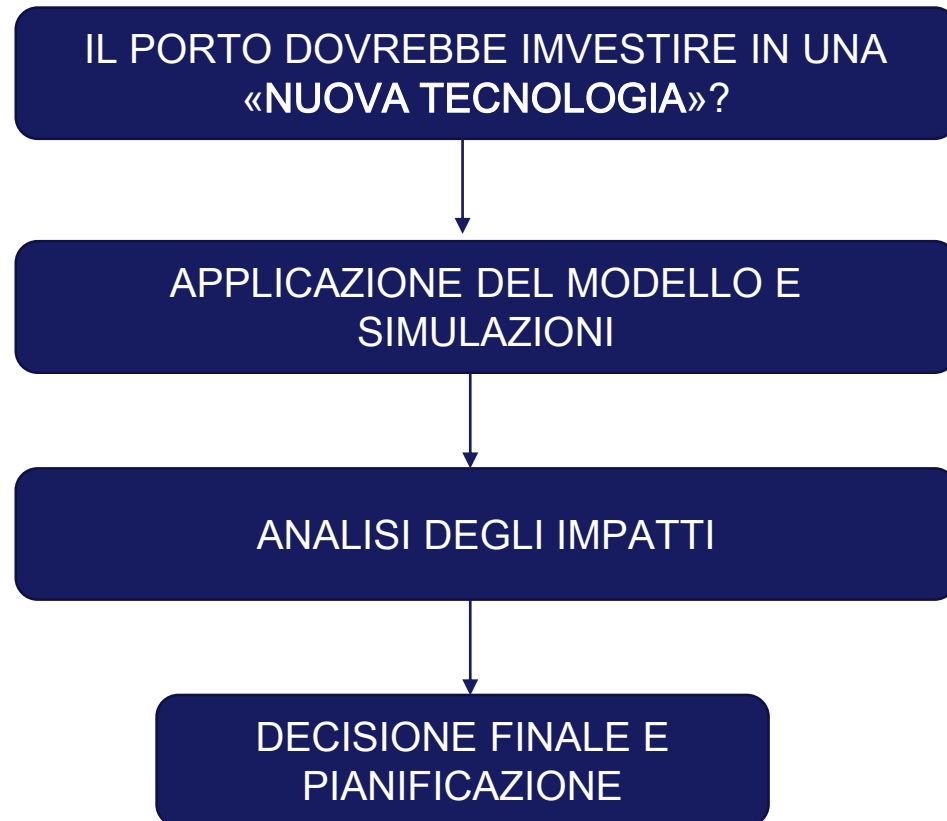 IL PORTO DOVREBBE IMVESTIRE IN UNA
«NUOVA TECNOLOGIA»?
APPLICAZIONE DEL MODELLO E
SIMULAZIONI
ANALISI DEGLI IMPATTI
DECISIONE FINALE E
PIANIFICAZIONE